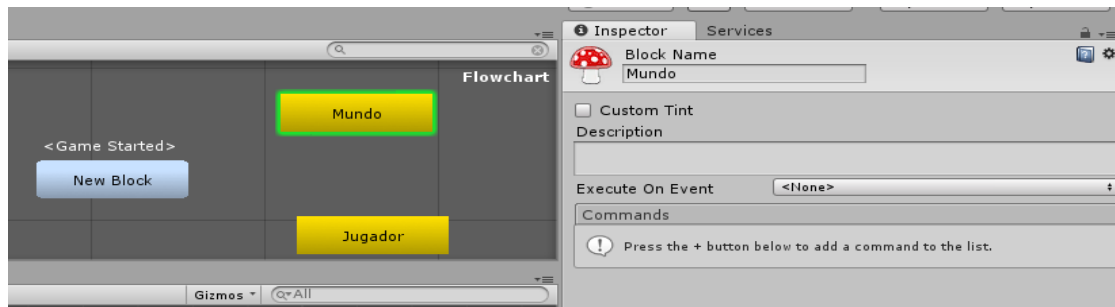 Flowchart
Mundo
<Game Started>
New Block
Jugador
Gizmos
All
Inspector
Services
Block Name
Mundo
Custom Tint
Description
Execute On Event
<None>
Commands
Press the + button below to add a command to the list.